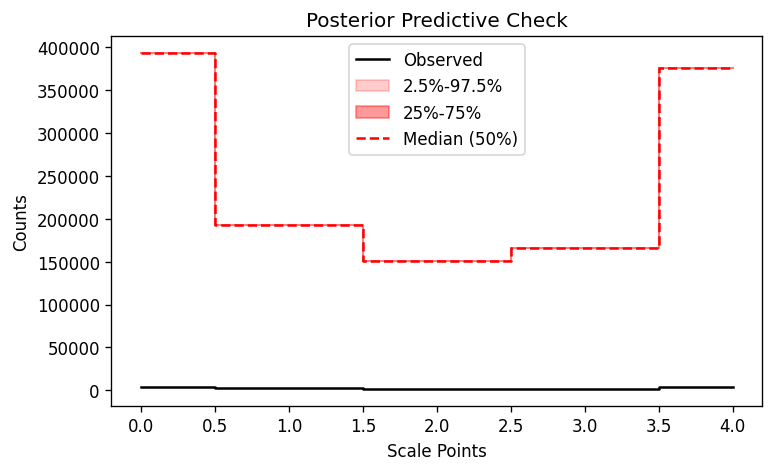 Posterior Predictive Check
Observed
2.5%-97.5%
25%-75%
Median (50%)
Counts
400000
350000
300000
250000
200000
150000
100000
50000
0
0.0 0.5 1.0 1.5 2.0 2.5 3.0 3.5 4.0
Scale Points